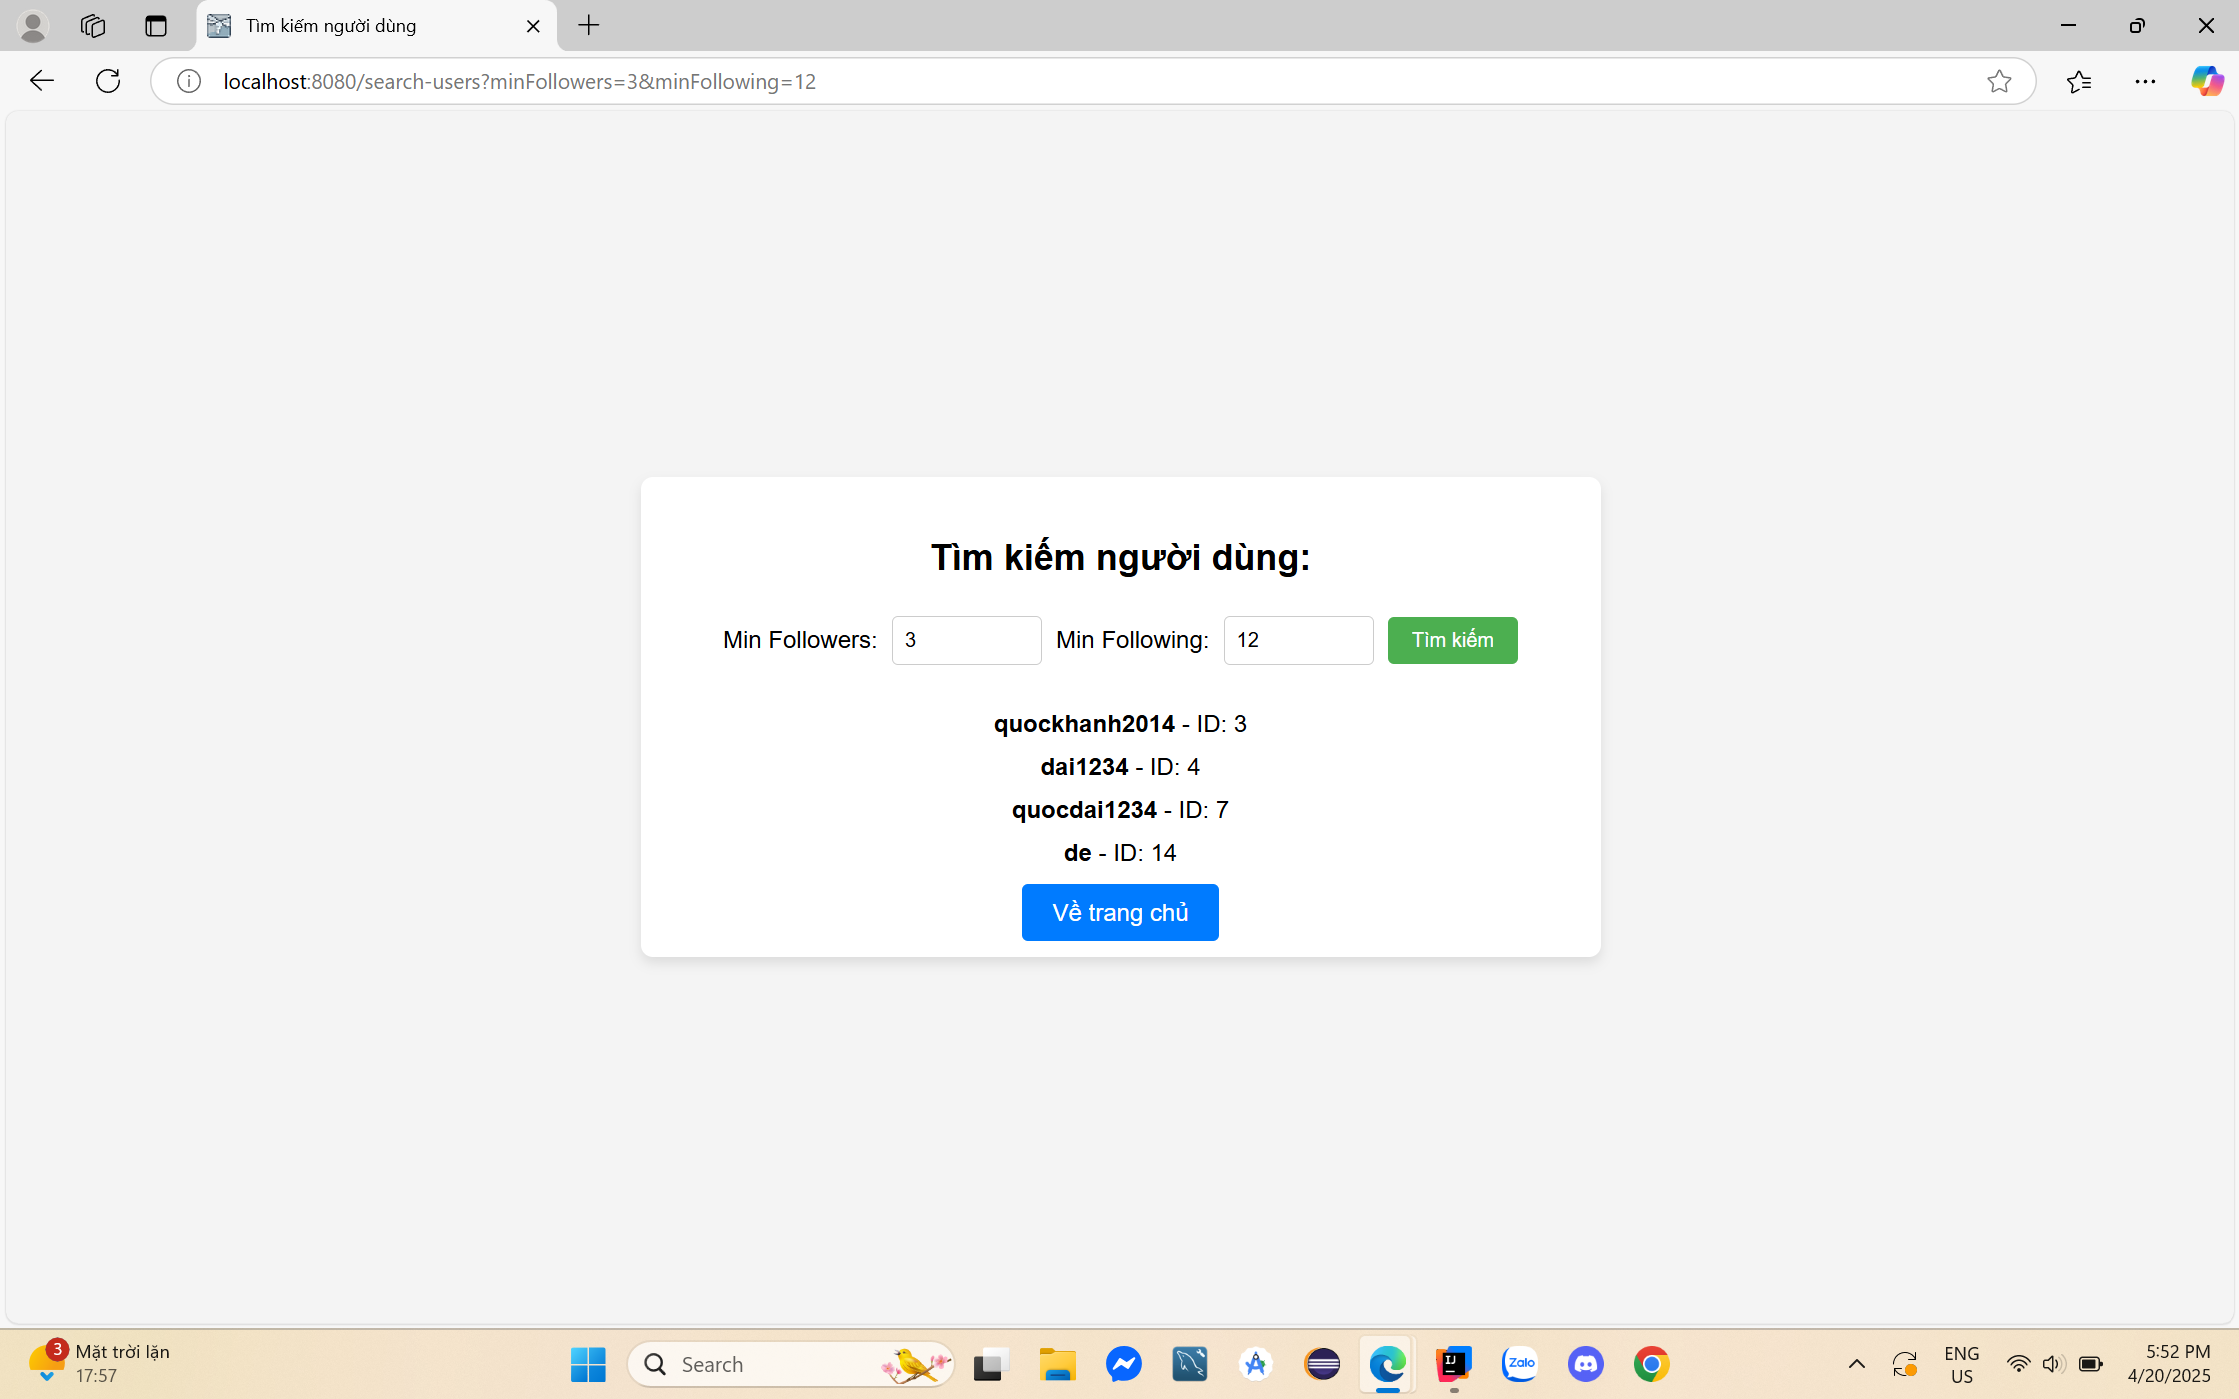 Tìm kiếm người dùng
localhost:8080/search-users?minFollowers=3&minFollowing=12
Tìm kiếm người dùng:
Min Followers: 3 Min Following: 12 Tìm kiếm
quockhanh2014 - ID: 3
dai1234 - ID: 4
quocdai1234 - ID: 7
de - ID: 14
Về trang chủ
3 Mặt trời lặn
17:57
Search
IJ
Zalo
ENG
US
5:52 PM
4/20/2025